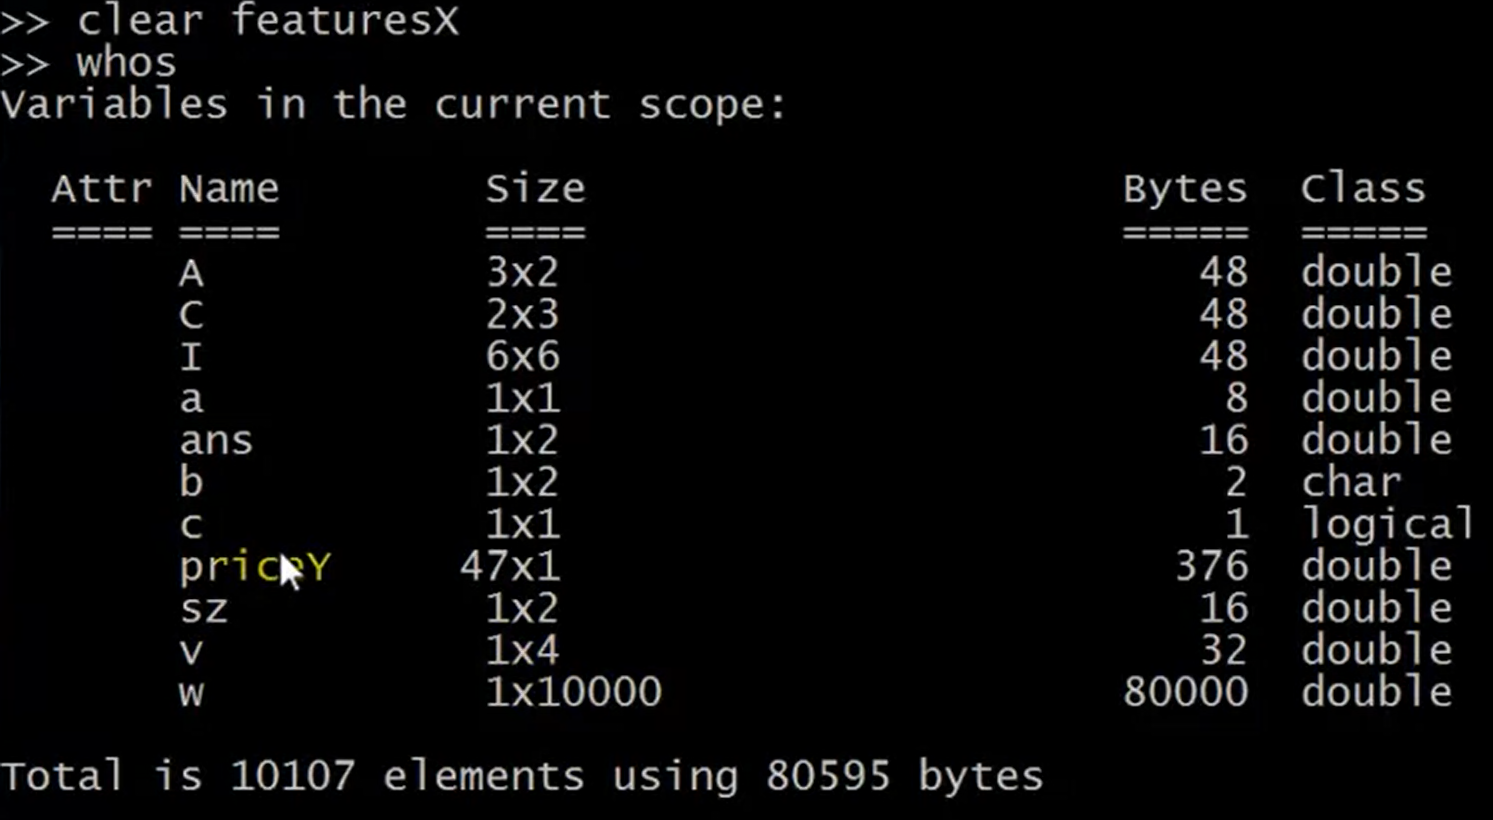 >> clear featuresX
>> whos
Variables in the current scope:
Attr Name Size Bytes Class
==== ==== ==== ===== =====
A 3x2 48 double
C 2x3 48 double
I 6x6 48 double
a 1x1 8 double
ans 1x2 16 double
b 1x2 2 char
c 1x1 1 logical
priceY 47x1 376 double
sz 1x2 16 double
v 1x4 32 double
w 1x10000 80000 double
Total is 10107 elements using 80595 bytes